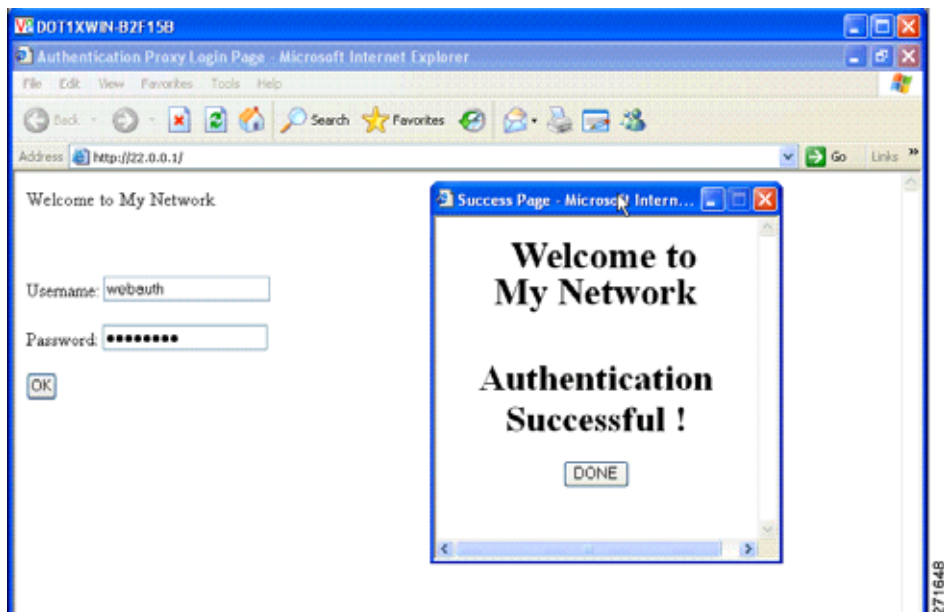 DOT1XWIN-B2F15B
Authentication Proxy Login Page - Microsoft Internet Explorer
File Edit View Favorites Tools Help
Back Search Favorites
Address http://22.0.0.1/ Go Links »
Welcome to My Network
Username: webauth
Password: ••••••••
OK
Success Page - Microsoft Intern...
Welcome to
My Network
Authentication
Successful !
DONE
271648